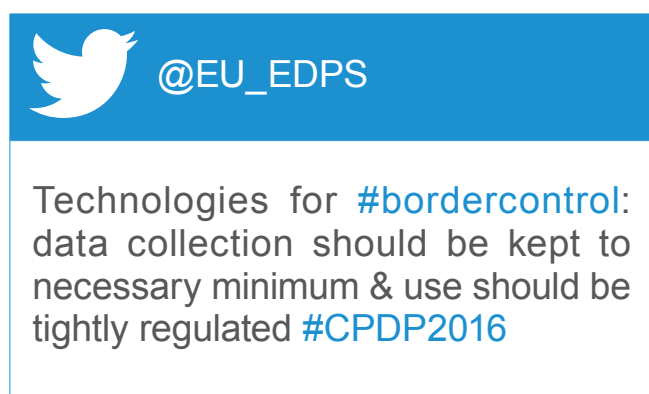 @EU_EDPS
Technologies for #bordercontrol:
data collection should be kept to
necessary minimum & use should be
tightly regulated #CPDP2016